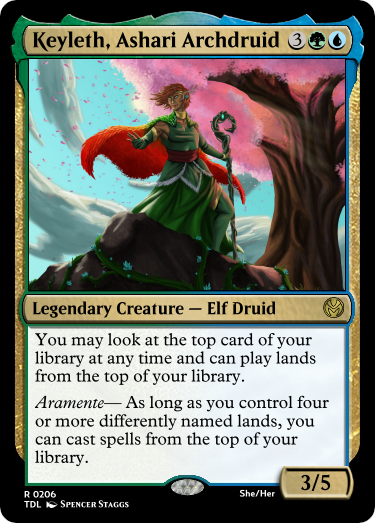 Keyleth, Ashari Archdruid 3
Legendary Creature — Elf Druid
You may look at the top card of your
library at any time and can play lands
from the top of your library.
Aramente— As long as you control four
or more differently named lands, you
can cast spells from the top of your
library.
3/5
R 0206
TDL Spencer Staggs
She/Her